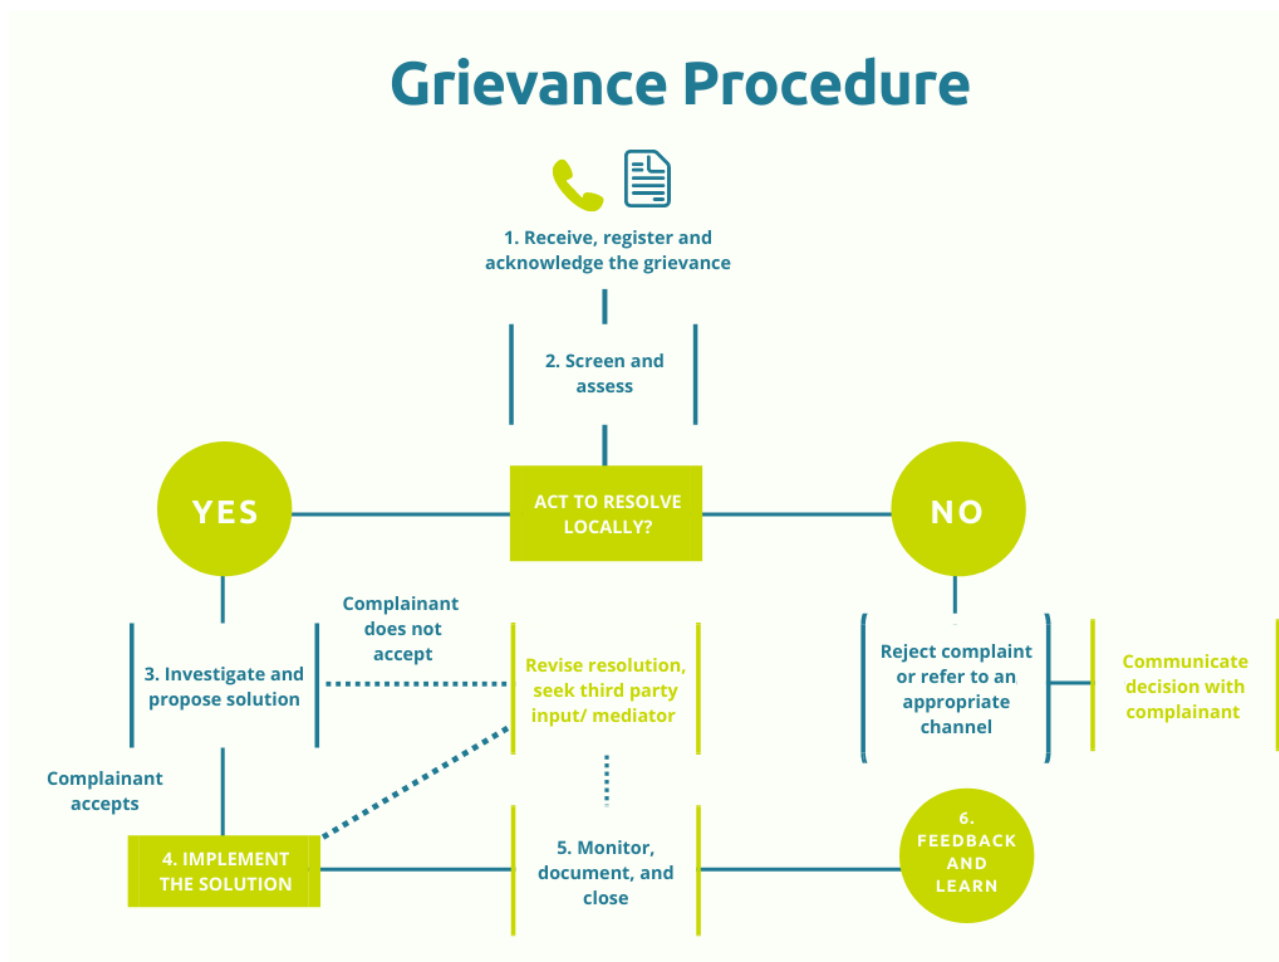 Grievance Procedure
1. Receive, register and
acknowledge the grievance
2. Screen and
assess
ACT TO RESOLVE
LOCALLY?
YES
NO
Complainant
does not
accept
3. Investigate and
propose solution
Revise resolution,
seek third party
input/ mediator
Reject complaint
or refer to an
appropriate
channel
Communicate
decision with
complainant
Complainant
accepts
4. IMPLEMENT
THE SOLUTION
5. Monitor,
document, and
close
6.
FEEDBACK
AND
LEARN